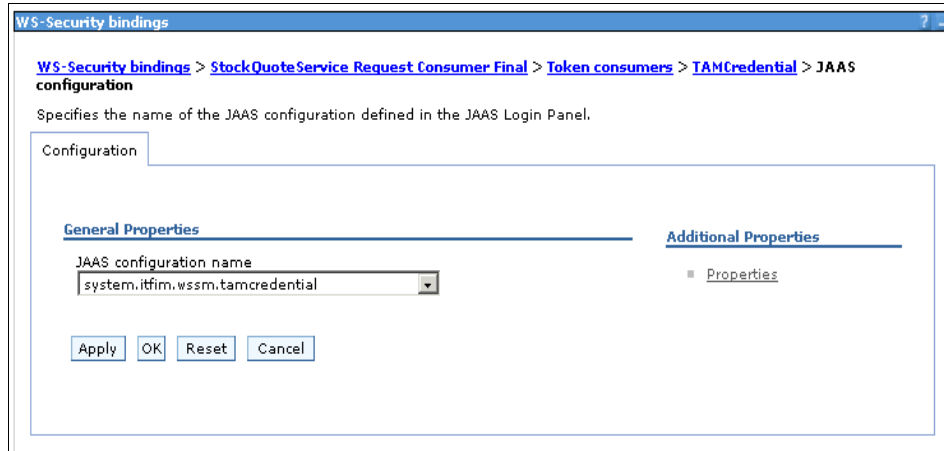 WS-Security bindings ? -
WS-Security bindings > StockQuoteService Request Consumer Final > Token consumers > TAMCredential > JAAS
configuration
Specifies the name of the JAAS configuration defined in the JAAS Login Panel.
Configuration
General Properties
Additional Properties
JAAS configuration name
Properties
system.itfim.wssm.tamcredential
Apply OK Reset Cancel